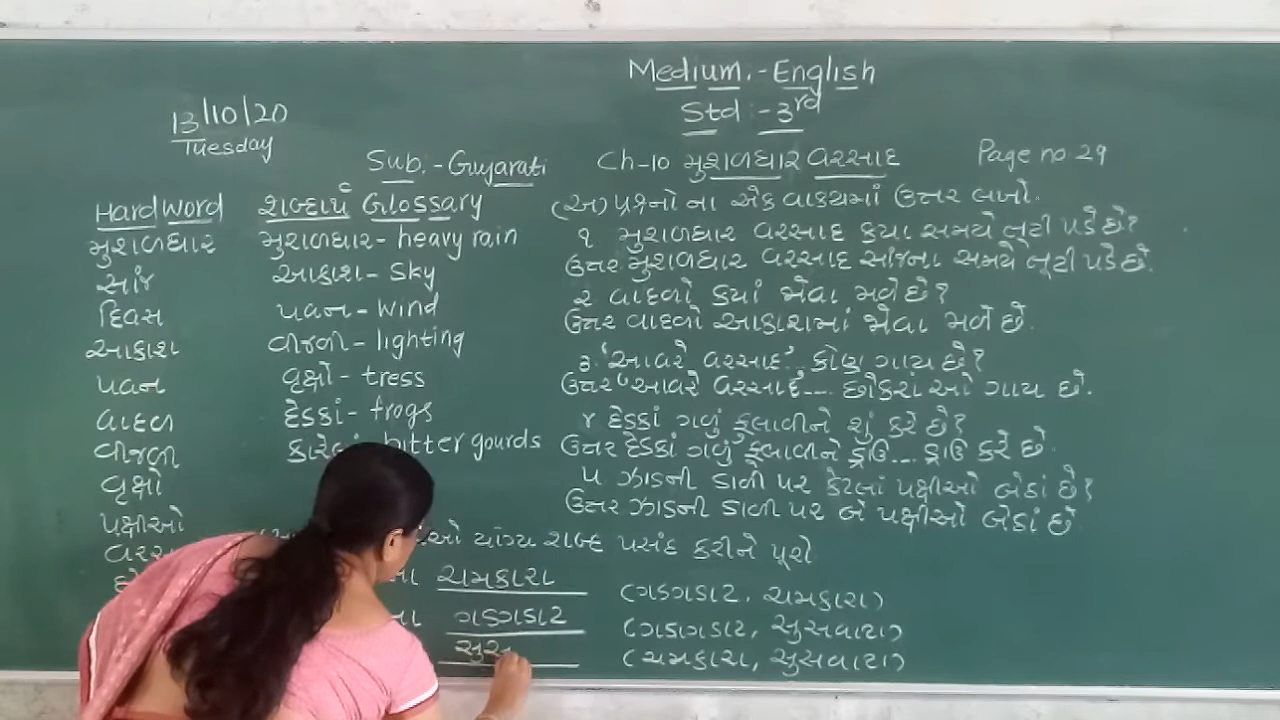 Medium:-English
Std:-3rd
13/10/20
Tuesday
Sub.-Gujarati
Ch-10 મુશળધાર વરસાદ
Page no.29
Hard word
મુશળધાર
સાંજ
દિવસ
આકાશ
પવન
વાદળ
વીજળી
વૃક્ષો
પક્ષીઓ
શબ્દાર્થ Glossary
મુશળધાર - heavy rain
આકાશ - Sky
પવન - wind
વીજળી - lighting
વૃક્ષો - tress
દેડકાં - frogs
bitter gourds
(અ) પ્રશ્નો ના એક વાક્યમાં ઉત્તર લખો.
૧ મુશળધાર વરસાદ કયા સમયે તૂટી પડે છે?
ઉત્તર મુશળધાર વરસાદ સાંજના સમયે તૂટી પડે છે.
૨ વાદળો ક્યાં જોવા મળે છે?
ઉત્તર વાદળો આકાશમાં જોવા મળે છે.
૩ 'આવરે વરસાદ' કોણ ગાય છે?
ઉત્તર 'આવરે વરસાદ'.... છોકરાંઓ ગાય છે.
૪ દેડકાં ગળું ફુલાવીને શું કરે છે?
ઉત્તર દેડકાં ગળું ફુલાવીને ડ્રાઉ... ડ્રાઉ કરે છે.
૫ ઝાડની ડાળી પર કેટલાં પક્ષીઓ બેઠાં છે?
ઉત્તર ઝાડની ડાળી પર બે પક્ષીઓ બેઠાં છે
યોગ્ય શબ્દ પસંદ કરીને પૂરો
ચમકારા (ગડગડાટ, ચમકારા)
ગડગડાટ (ગડગડાટ, સુસવાટા)
સુસ (ચમકારા, સુસવાટા)